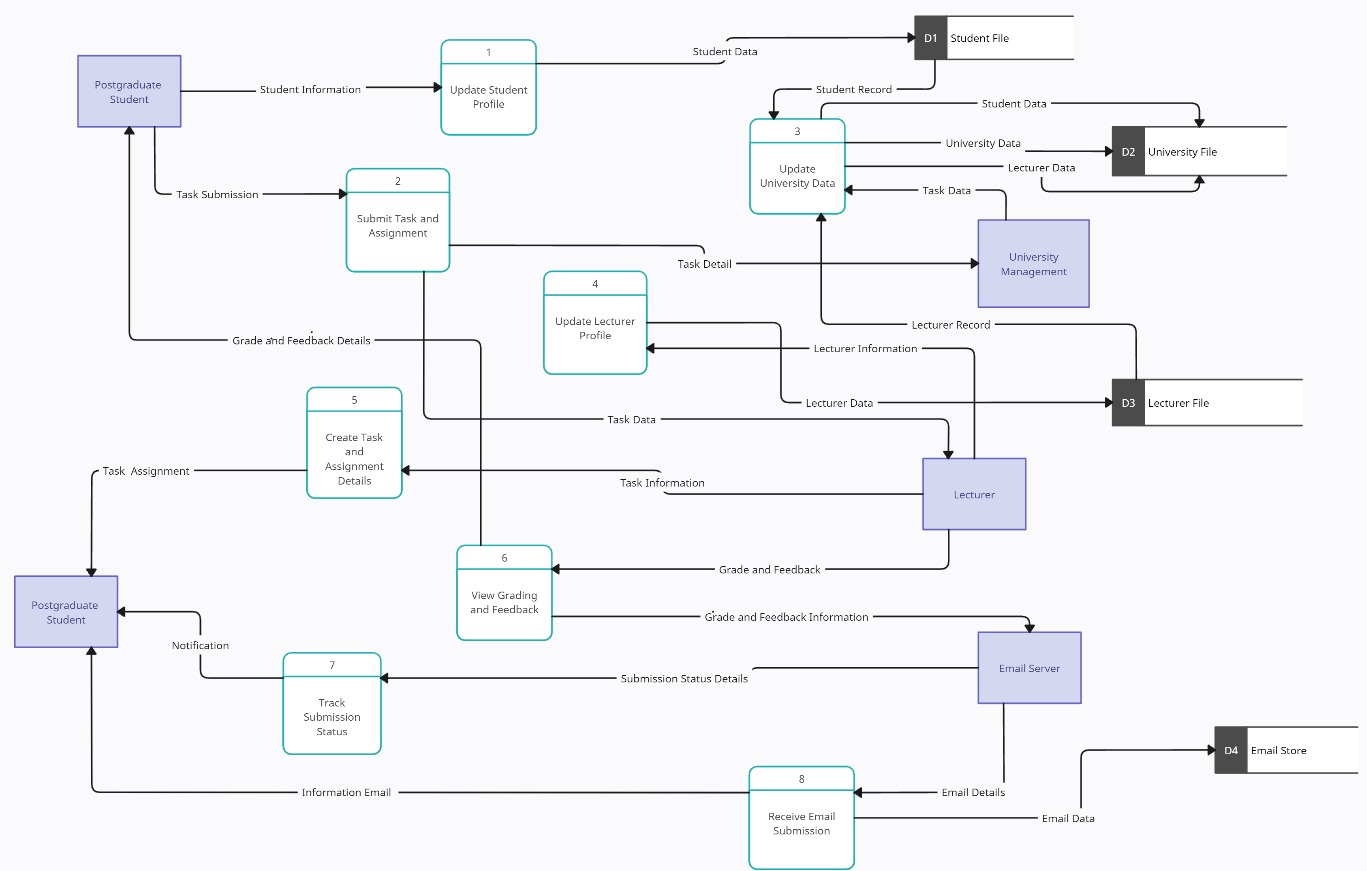 D1
Student File
1
Student Data
Postgraduate
Student
Student Information
Update Student
Profile
Student Record
Student Data
3
University Data
D2
University File
Update
University Data
Lecturer Data
2
Task Submission
Task Data
Submit Task and
Assignment
Task Detail
University
Management
4
Update Lecturer
Profile
Lecturer Record
Grade and Feedback Details
Lecturer Information
5
Lecturer Data
D3
Lecturer File
Task Data
Create Task
and
Assignment
Details
Task  Assignment
Task Information
Lecturer
6
Grade and Feedback
View Grading
and Feedback
Postgraduate
Student
Grade and Feedback Information
Notification
7
Email Server
Submission Status Details
Track
Submission
Status
D4
Email Store
8
Information Email
Email Details
Receive Email
Submission
Email Data